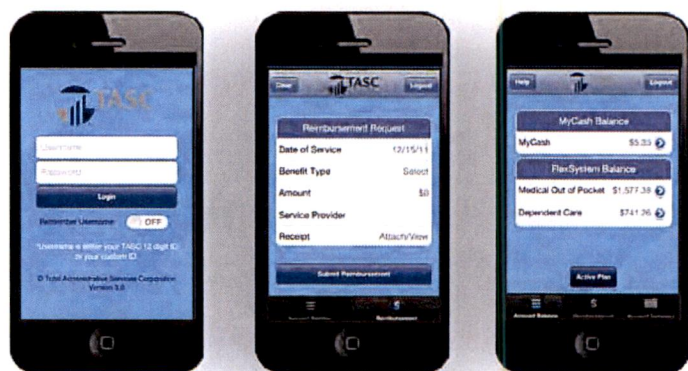 TASC
Username
Password
Login
Remember Username OFF
*Username is either your TASC 12 digit ID
or your custom ID.
© Total Administrative Services Corporation
Version 3.0
Clear TASC Logout
Reimbursement Request
Date of Service 12/15/11
Benefit Type Select
Amount $0
Service Provider
Receipt Attach/View
Submit Reimbursement
$
Reimbursement
Help Logout
MyCash Balance
MyCash $5.33
FlexSystem Balance
Medical Out of Pocket $1,577.38
Dependent Care $741.26
Active Plan
$
Account Balance